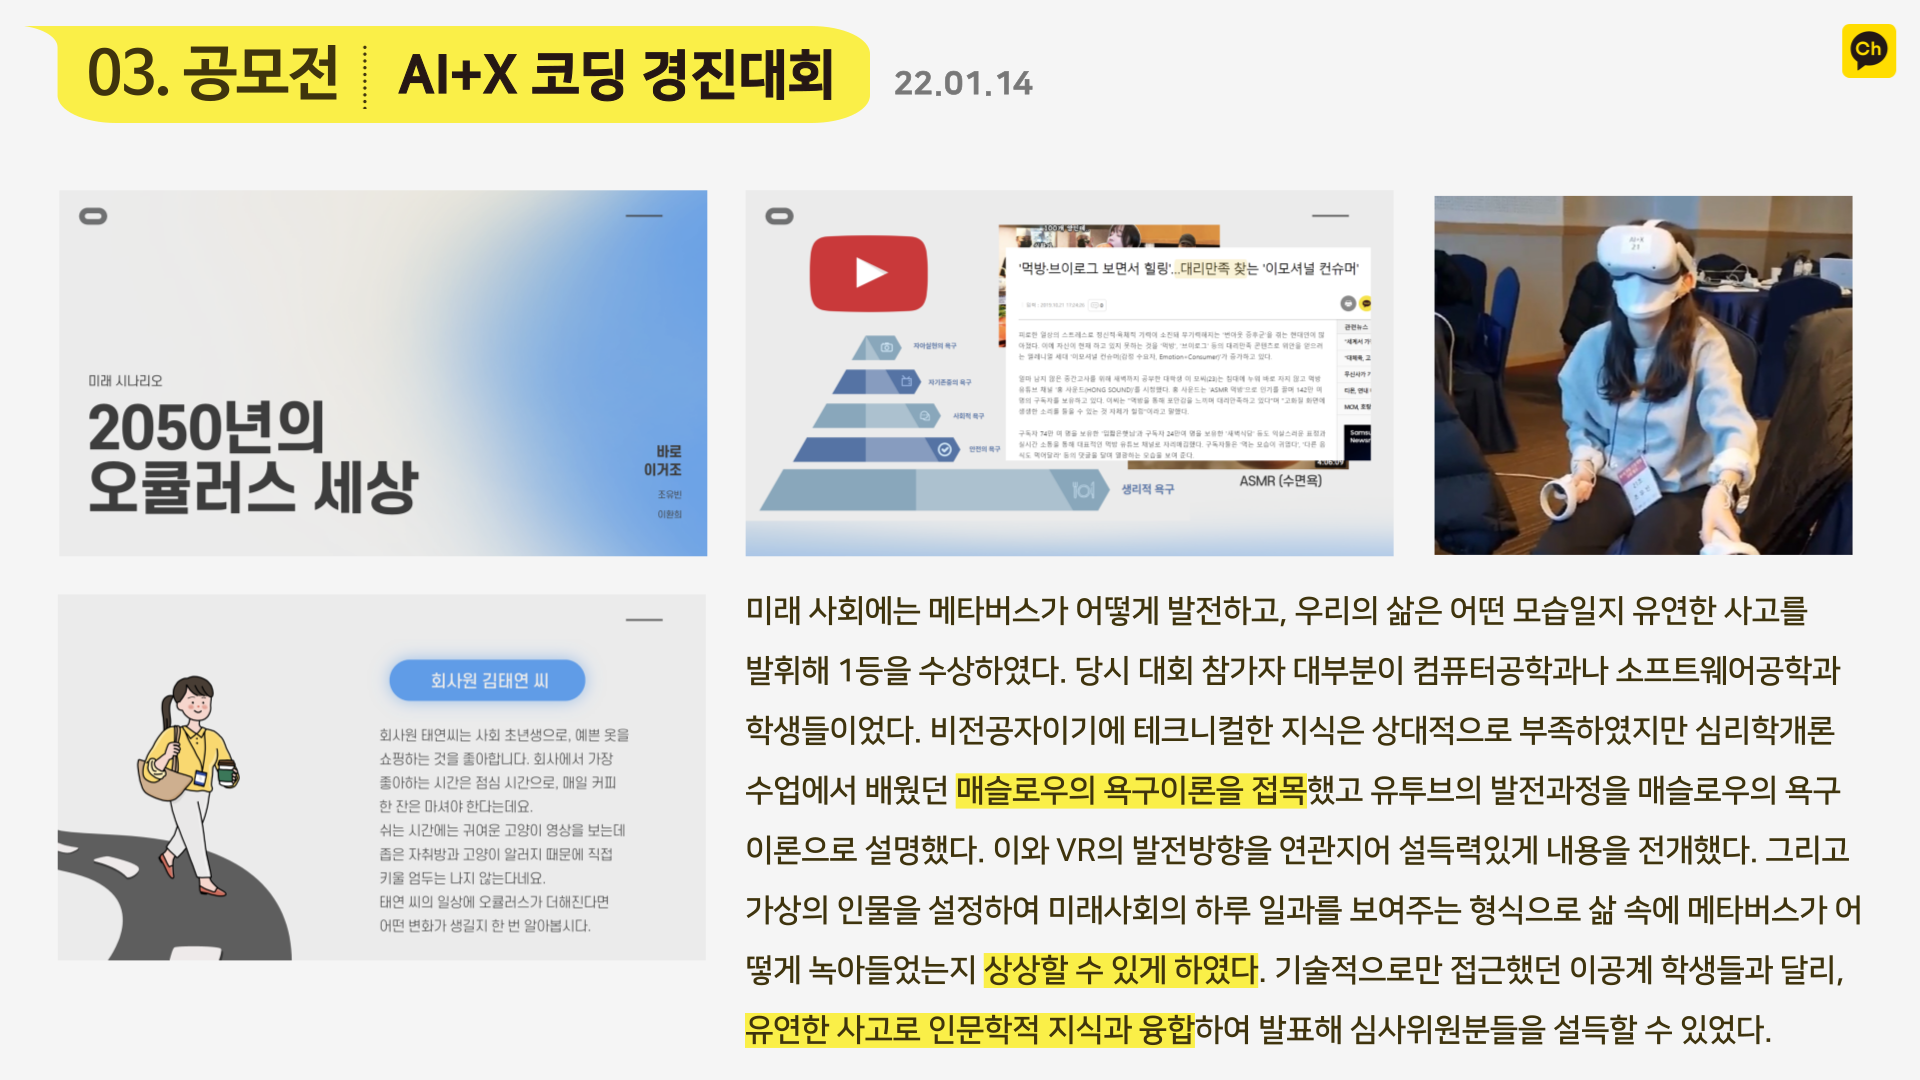 03. 공모전
AI+X 코딩 경진대회
22.01.14
Ch
미래 시나리오
2050년의
오큘러스 세상
바로
이거조
조유빈
이한희
'먹방·브이로그 보면서 힐링'...대리만족 찾는 '이모셔널 컨슈머'
관련뉴스
자아실현의 욕구
자기존중의 욕구
사회적 욕구
안전의 욕구
생리적 욕구
4:06:09
ASMR (수면욕)
AI+X
23
회사원 김태연 씨
회사원 태연씨는 사회 초년생으로, 예쁜 옷을
쇼핑하는 것을 좋아합니다. 회사에서 가장
좋아하는 시간은 점심 시간으로, 매일 커피
한 잔은 마셔야 한다는데요.
쉬는 시간에는 귀여운 고양이 영상을 보는데
좁은 자취방과 고양이 알러지 때문에 직접
키울 엄두는 나지 않는다네요.
태연 씨의 일상에 오큘러스가 더해진다면
어떤 변화가 생길지 한 번 알아봅시다.
미래 사회에는 메타버스가 어떻게 발전하고, 우리의 삶은 어떤 모습일지 유연한 사고를
발휘해 1등을 수상하였다. 당시 대회 참가자 대부분이 컴퓨터공학과나 소프트웨어공학과
학생들이었다. 비전공자이기에 테크니컬한 지식은 상대적으로 부족하였지만 심리학개론
수업에서 배웠던 매슬로우의 욕구이론을 접목했고 유투브의 발전과정을 매슬로우의 욕구
이론으로 설명했다. 이와 VR의 발전방향을 연관지어 설득력있게 내용을 전개했다. 그리고
가상의 인물을 설정하여 미래사회의 하루 일과를 보여주는 형식으로 삶 속에 메타버스가 어
떻게 녹아들었는지 상상할 수 있게 하였다. 기술적으로만 접근했던 이공계 학생들과 달리,
유연한 사고로 인문학적 지식과 융합하여 발표해 심사위원분들을 설득할 수 있었다.